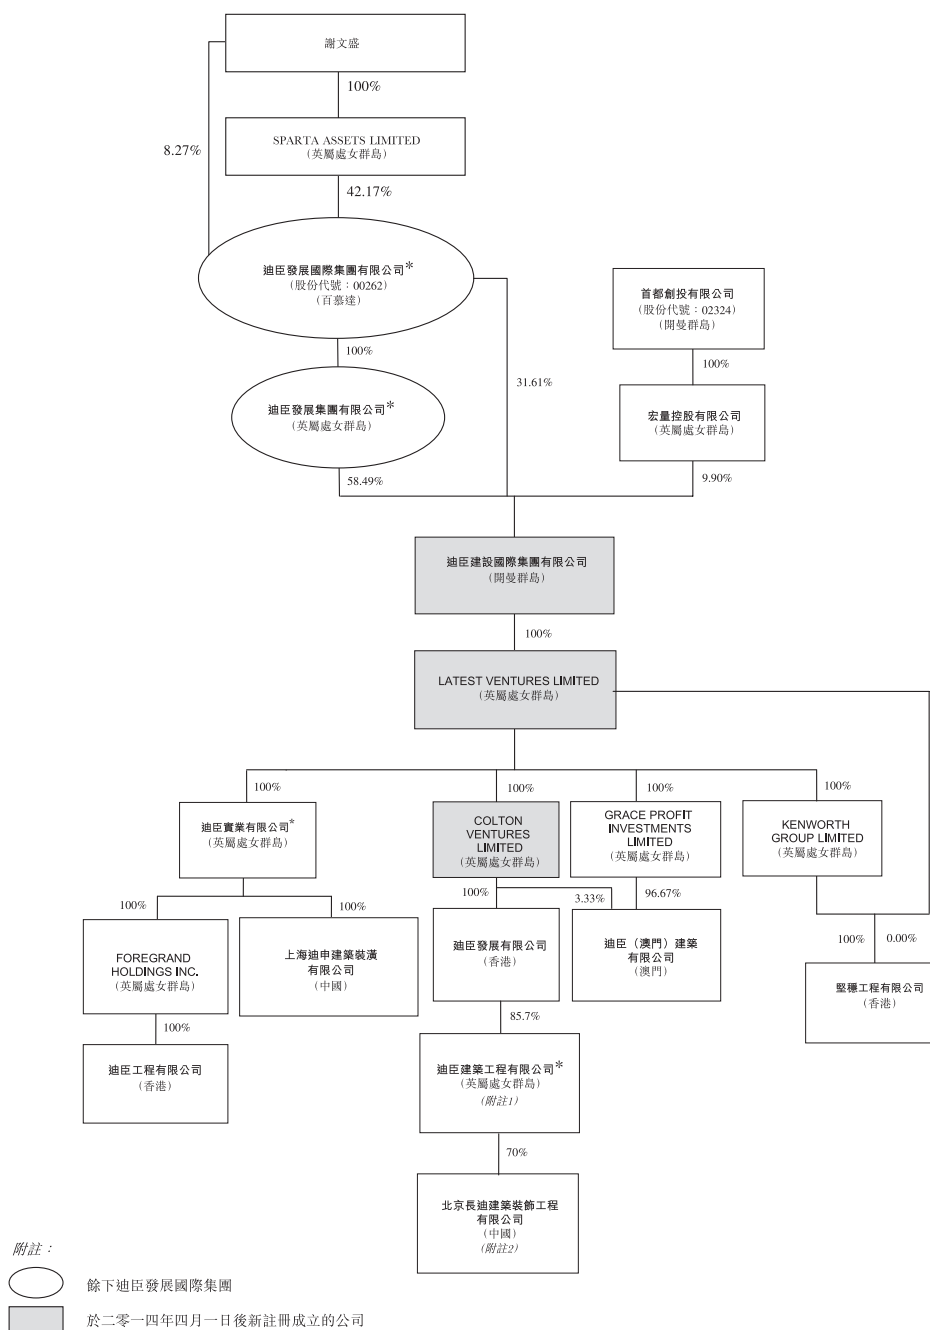 謝文盛
100%
SPARTA ASSETS LIMITED
(英屬處女群島)
8.27%
42.17%
迪臣發展國際集團有限公司*
(股份代號：00262)
(百慕達)
首都創投有限公司
(股份代號：02324)
(開曼群島)
100%
100%
31.61%
迪臣發展集團有限公司*
(英屬處女群島)
宏量控股有限公司
(英屬處女群島)
58.49%
9.90%
迪臣建設國際集團有限公司
(開曼群島)
100%
LATEST VENTURES LIMITED
(英屬處女群島)
100%
100%
100%
100%
迪臣實業有限公司*
(英屬處女群島)
COLTON
VENTURES
LIMITED
(英屬處女群島)
GRACE PROFIT
INVESTMENTS
LIMITED
(英屬處女群島)
KENWORTH
GROUP LIMITED
(英屬處女群島)
100%
100%
100%
3.33%
96.67%
100%
0.00%
FOREGRAND
HOLDINGS INC.
(英屬處女群島)
上海迪申建築裝潢
有限公司
(中國)
迪臣發展有限公司
(香港)
迪臣（澳門）建築
有限公司
(澳門)
堅穩工程有限公司
(香港)
100%
85.7%
迪臣工程有限公司
(香港)
迪臣建築工程有限公司*
(英屬處女群島)
(附註1)
70%
北京長迪建築裝飾工程
有限公司
(中國)
(附註2)
附註：
餘下迪臣發展國際集團
於二零一四年四月一日後新註冊成立的公司